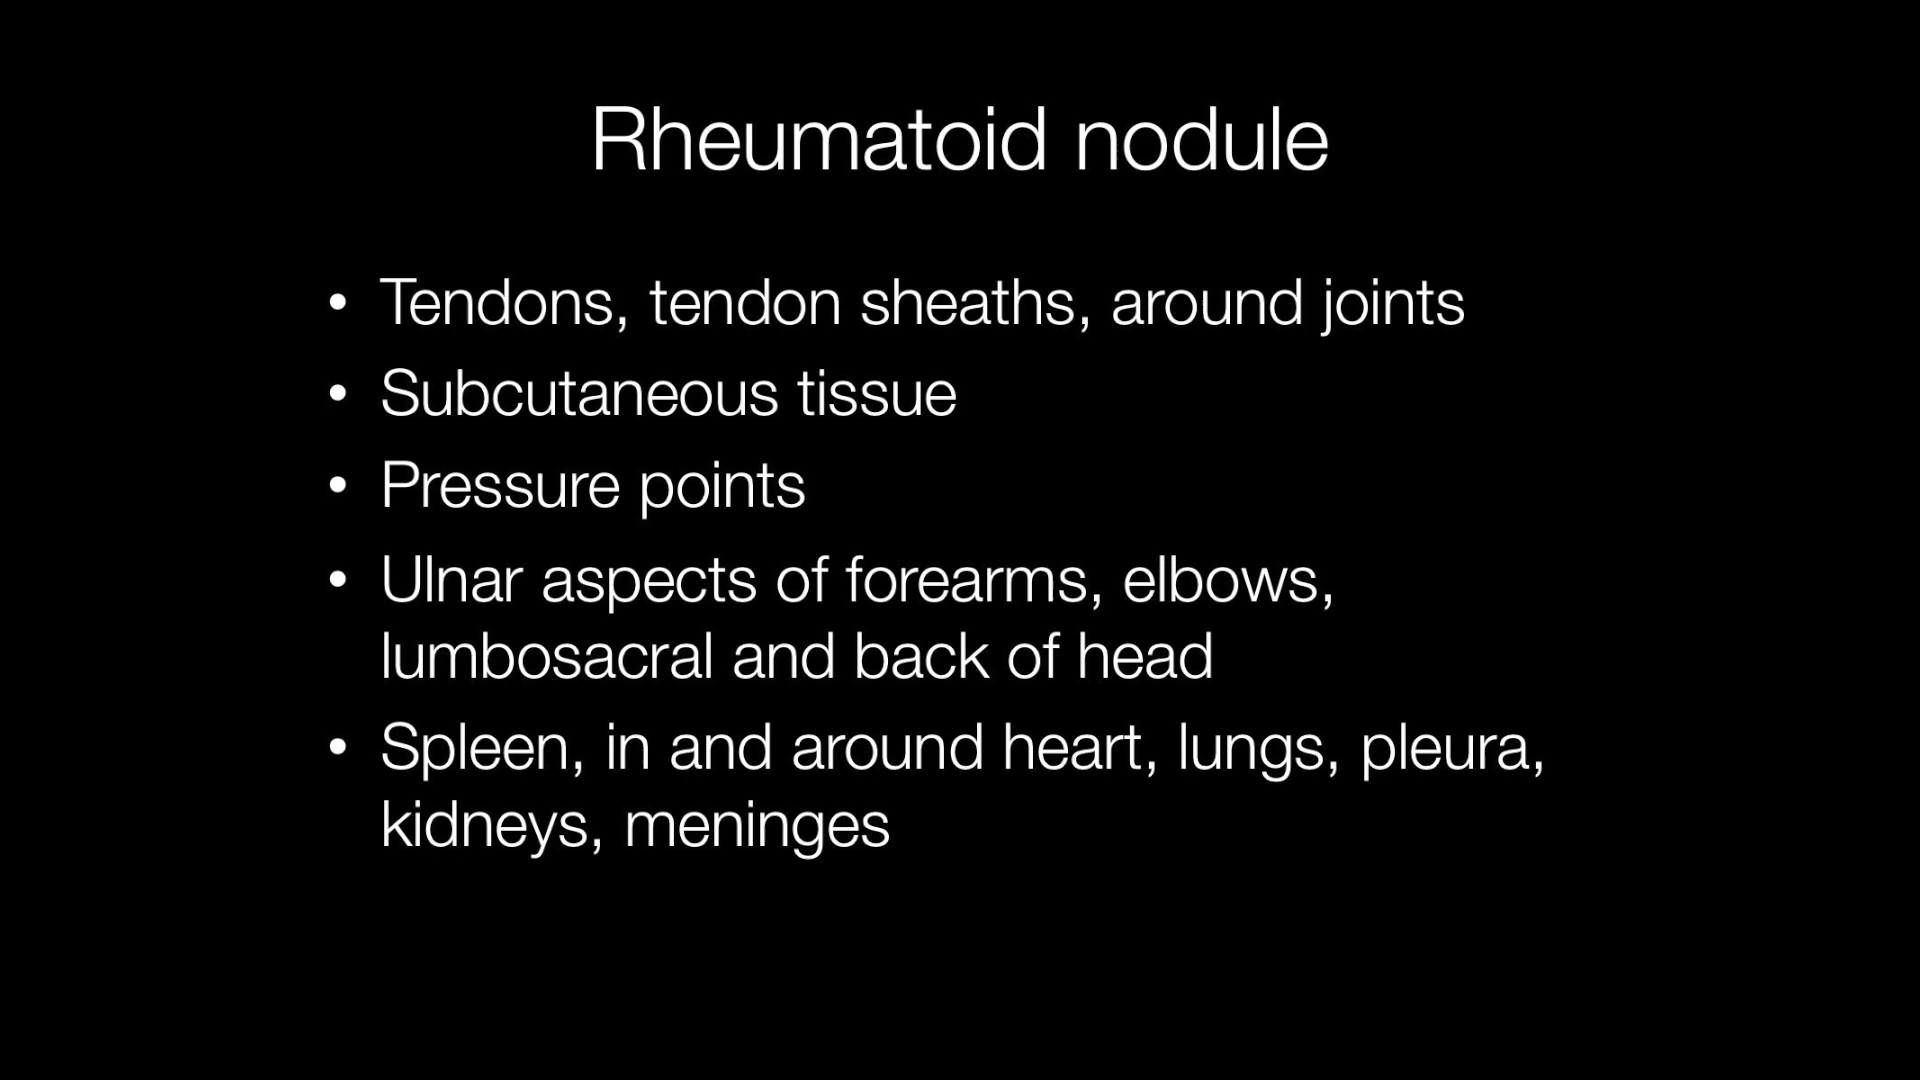 Rheumatoid nodule
• Tendons, tendon sheaths, around joints
• Subcutaneous tissue
• Pressure points
• Ulnar aspects of forearms, elbows,
lumbosacral and back of head
• Spleen, in and around heart, lungs, pleura,
kidneys, meninges